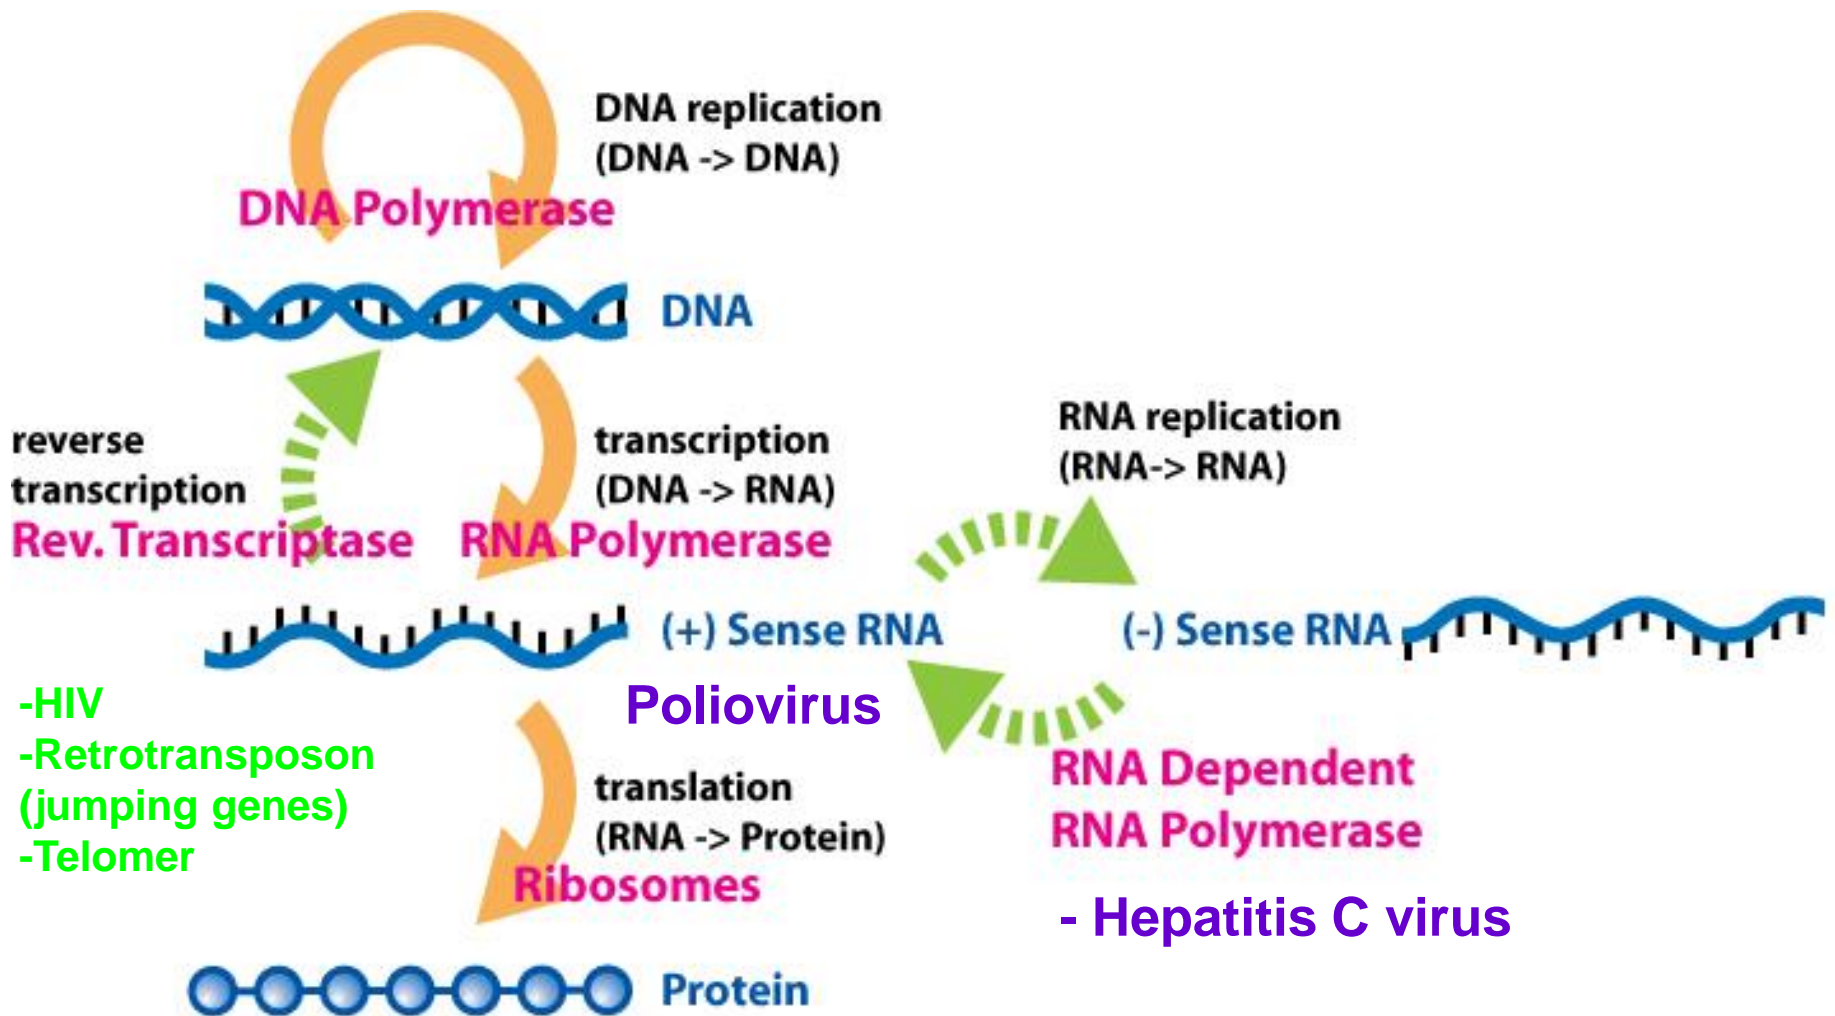 DNA replication
(DNA -> DNA)
DNA Polymerase
DNA
reverse
transcription
Rev. Transcriptase
transcription
(DNA -> RNA)
RNA Polymerase
RNA replication
(RNA-> RNA)
(+) Sense RNA
(-) Sense RNA
-HIV
-Retrotransposon
(jumping genes)
-Telomer
Poliovirus
translation
(RNA -> Protein)
Ribosomes
RNA Dependent
RNA Polymerase
- Hepatitis C virus
Protein